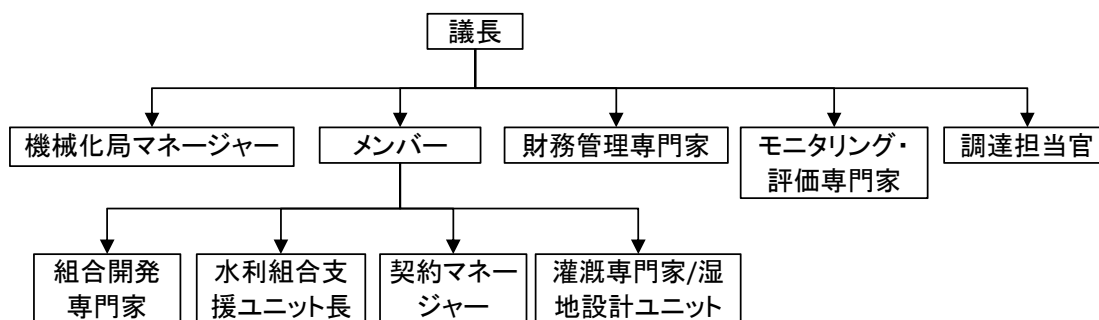 議長
機械化局マネージャー
メンバー
財務管理専門家
モニタリング・
評価専門家
調達担当官
組合開発
専門家
水利組合支
援ユニット長
契約マネー
ジャー
灌漑専門家/湿
地設計ユニット